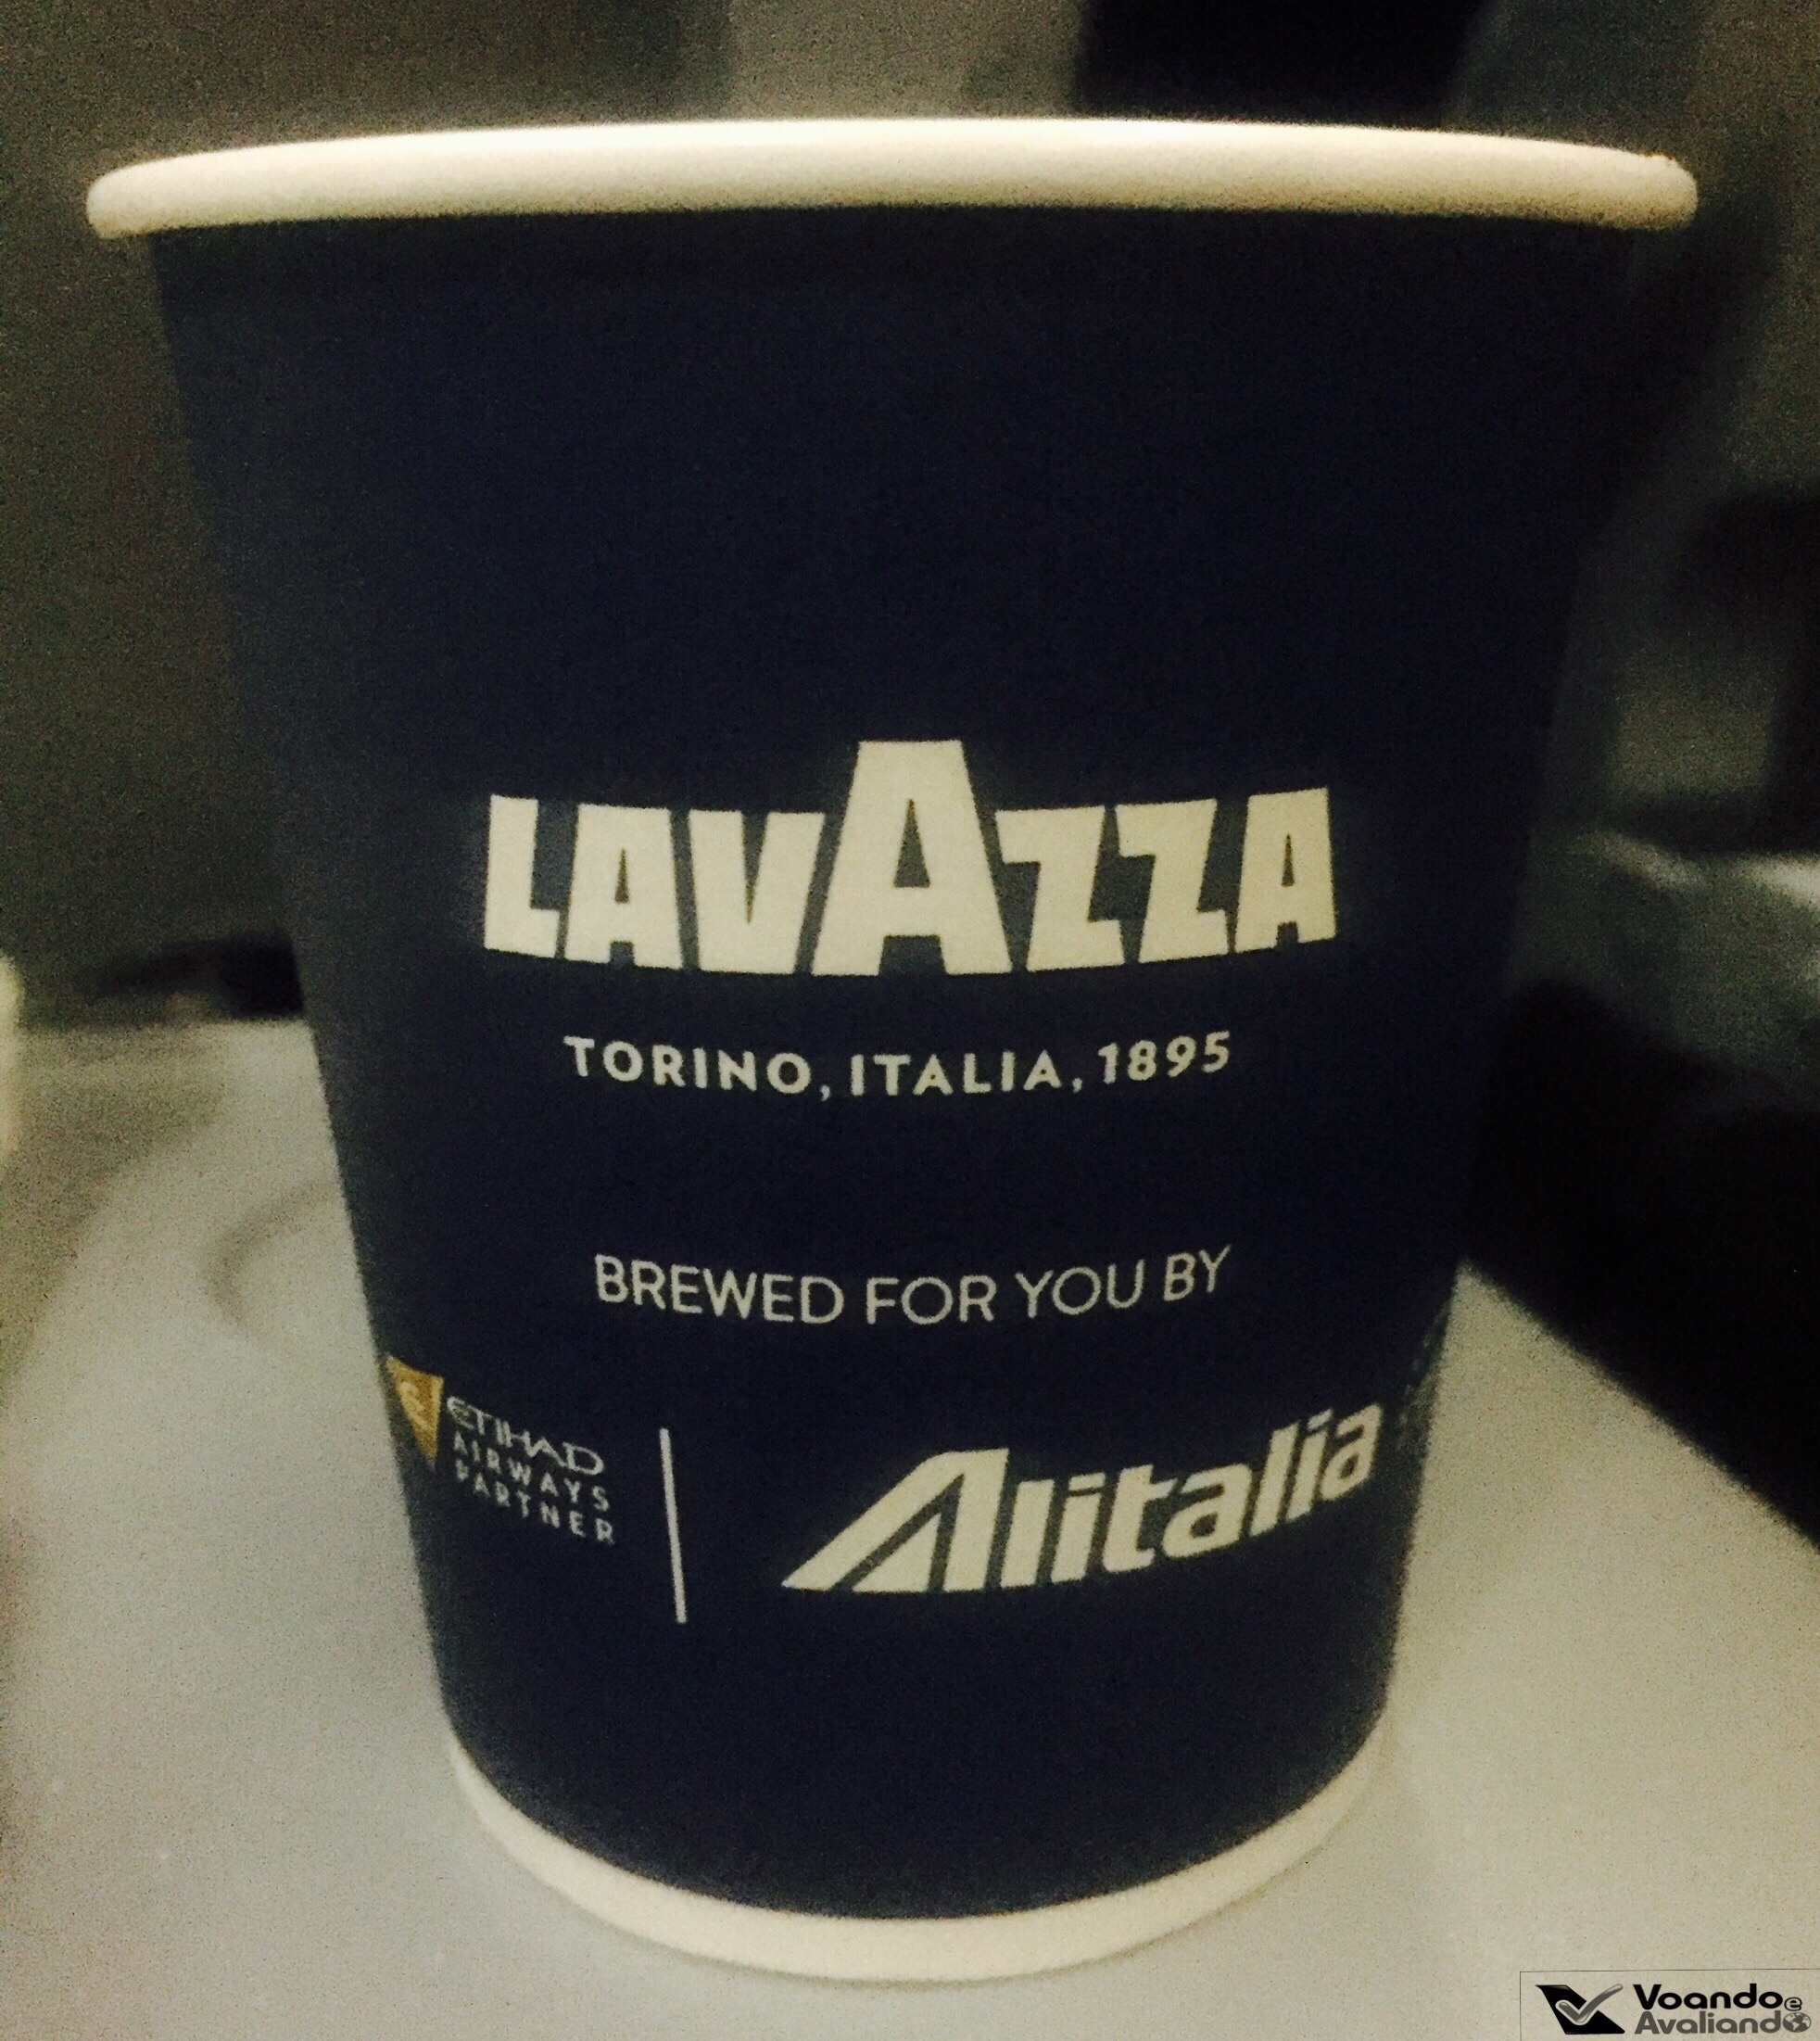 LAVAZZA
TORINO, ITALIA, 1895
BREWED FOR YOU BY
ETIHAD
AIRWAYS
PARTNER
Alitalia
Voando e
Avaliando